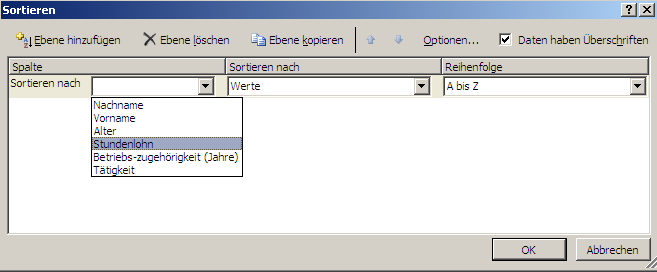 Sortieren
Ebene hinzufügen Ebene löschen Ebene kopieren Optionen... Daten haben Überschriften
Spalte Sortieren nach Reihenfolge
Sortieren nach Werte A bis Z
Nachname
Vorname
Alter
Stundenlohn
Betriebs-zugehörigkeit (Jahre)
Tätigkeit
OK Abbrechen